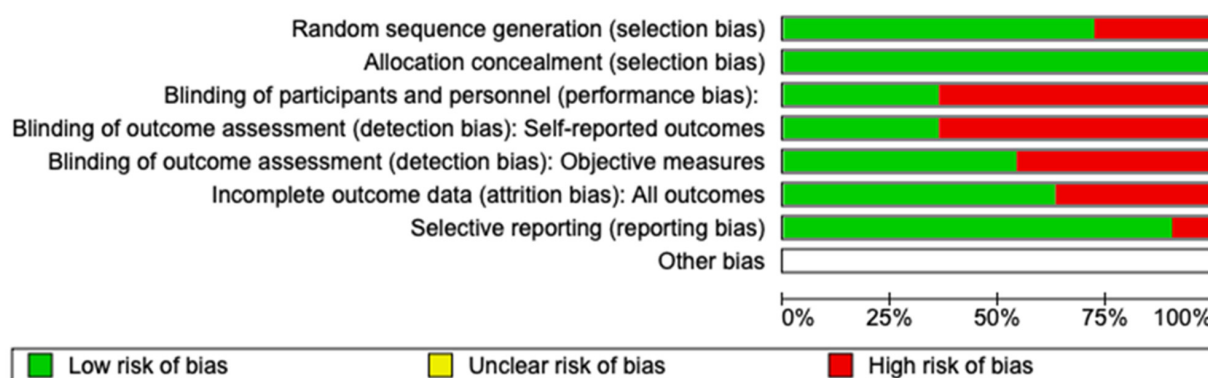 Random sequence generation (selection bias)
Allocation concealment (selection bias)
Blinding of participants and personnel (performance bias):
Blinding of outcome assessment (detection bias): Self-reported outcomes
Blinding of outcome assessment (detection bias): Objective measures
Incomplete outcome data (attrition bias): All outcomes
Selective reporting (reporting bias)
Other bias
0% 25% 50% 75% 100%
Low risk of bias Unclear risk of bias High risk of bias